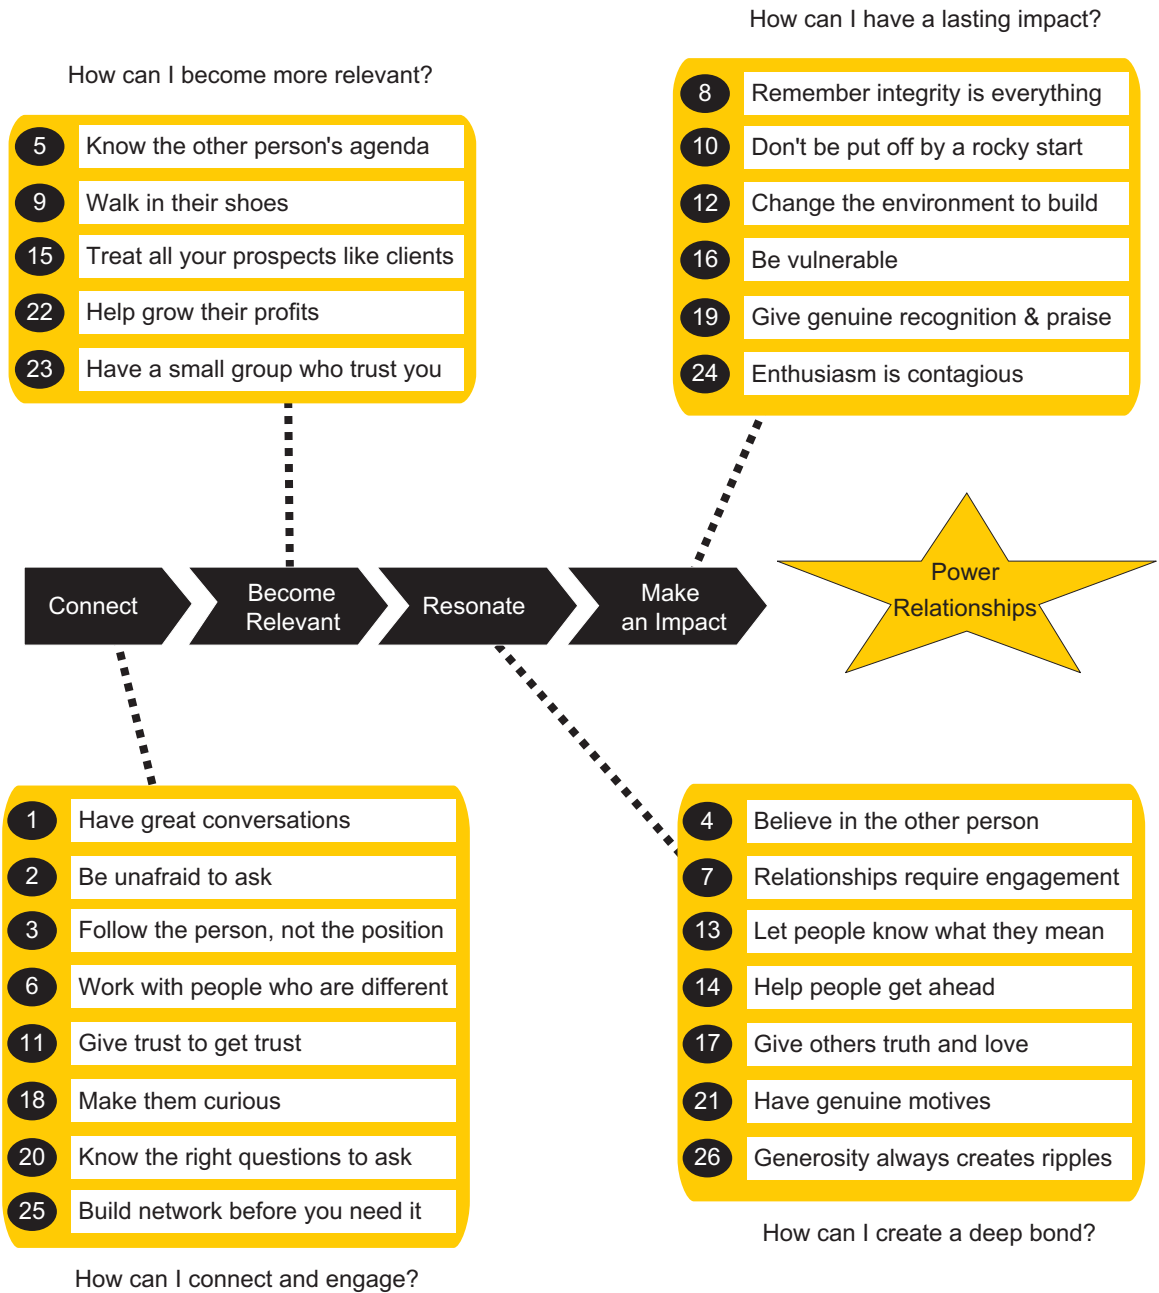 How can I have a lasting impact?
8 Remember integrity is everything
10 Don't be put off by a rocky start
12 Change the environment to build
16 Be vulnerable
19 Give genuine recognition & praise
24 Enthusiasm is contagious
How can I become more relevant?
5 Know the other person's agenda
9 Walk in their shoes
15 Treat all your prospects like clients
22 Help grow their profits
23 Have a small group who trust you
Connect
Become
Relevant
Resonate
Make
an Impact
Power
Relationships
1 Have great conversations
2 Be unafraid to ask
3 Follow the person, not the position
6 Work with people who are different
11 Give trust to get trust
18 Make them curious
20 Know the right questions to ask
25 Build network before you need it
How can I connect and engage?
4 Believe in the other person
7 Relationships require engagement
13 Let people know what they mean
14 Help people get ahead
17 Give others truth and love
21 Have genuine motives
26 Generosity always creates ripples
How can I create a deep bond?